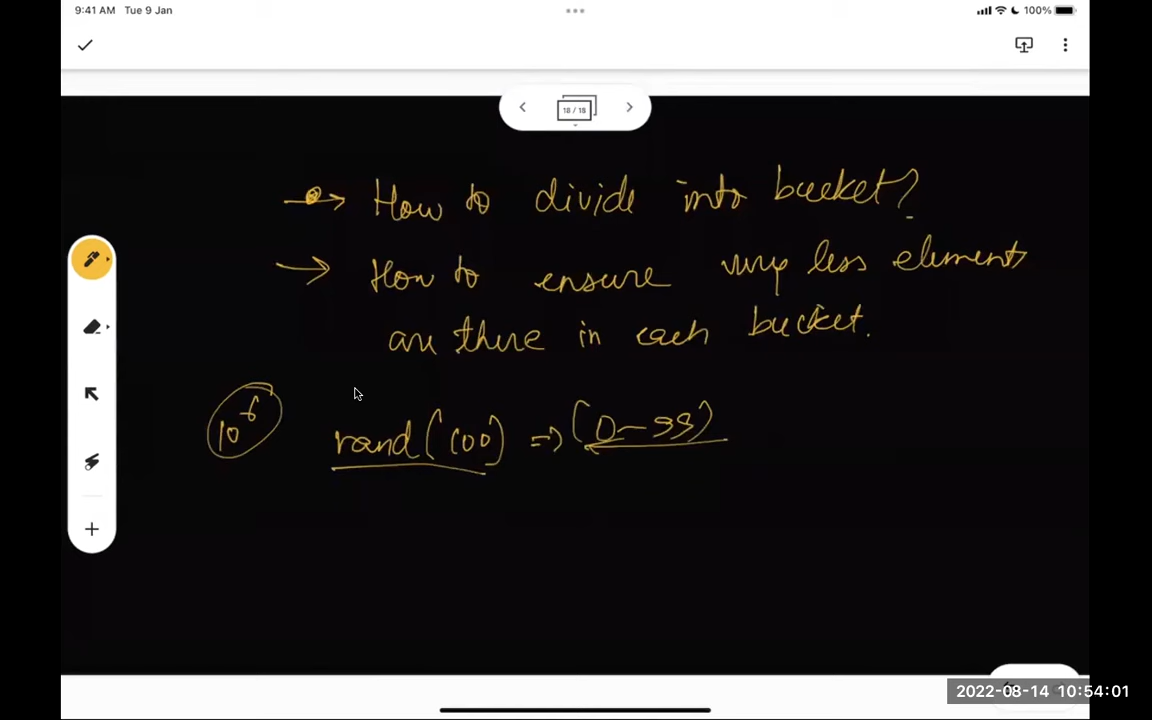 9:41 AM Tue 9 Jan
100%
18 / 18
How to divide into bucket?
How to ensure very less elements
are there in each bucket.
10^6
rand(100) => (0-99)
2022-08-14 10:54:01